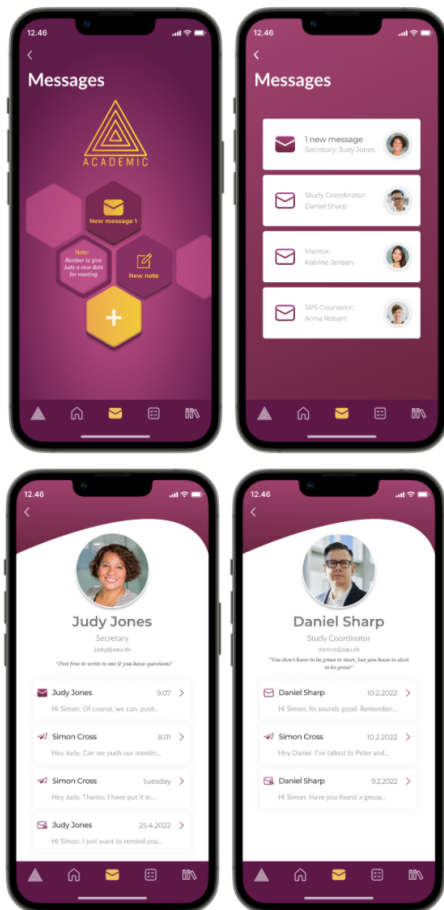 12.46
Messages
ACADEMIC
New message 1
Note:
Rember to give
Judy a new date
for meeting
New note
12.46
Messages
1 new message
Secretary: Judy Jones
Study Coordinator:
Daniel Sharp
Mentor:
Katrine Jensen
SPS Counselor:
Anna Robert
12.46
Judy Jones
Secretary
judyj@aau.dk
"Feel free to write to me if you have questions!"
Judy Jones 9.07
Hi Simon. Of course, we can. push...
Simon Cross 8.01
Hey Judy. Can we push our meetin...
Simon Cross tuesday
Hey Judy. Thanks. I have put it in...
Judy Jones 25.4.2022
Hi Simon. I just want to remind you...
12.46
Daniel Sharp
Study Coordinator
"You don't have to be great to start, but you have to start
to be great"
Daniel Sharp 10.2.2022
Hi Simon. Its sounds good. Remember...
Simon Cross 10.2.2022
Hey Daniel. I've talked to Peter and...
Daniel Sharp 9.2.2022
Hi Simon. Have you found a group...